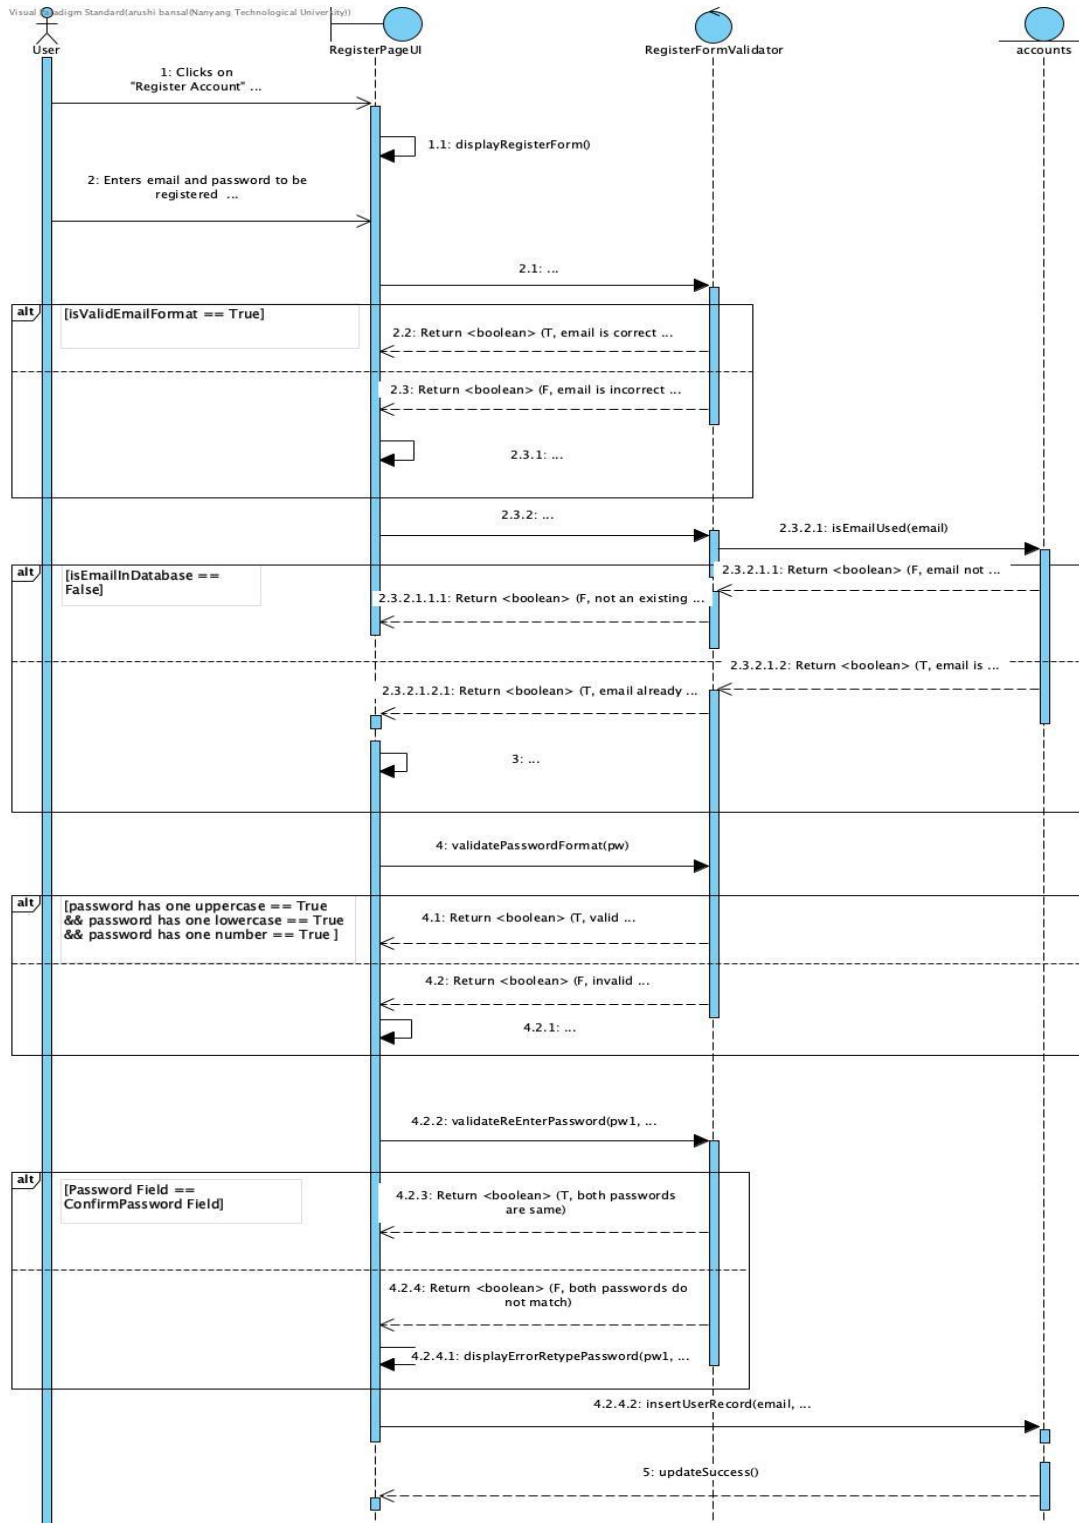 Visual Paradigm Standard(arushi bansal(Nanyang Technological University))
User
RegisterPageUI
RegisterFormValidator
accounts
1: Clicks on
"Register Account" ...
1.1: displayRegisterForm()
2: Enters email and password to be
registered ...
2.1: ...
alt
[isValidEmailFormat == True]
2.2: Return <boolean> (T, email is correct ...
2.3: Return <boolean> (F, email is incorrect ...
2.3.1: ...
2.3.2: ...
2.3.2.1: isEmailUsed(email)
alt
[isEmailInDatabase ==
False]
2.3.2.1.1: Return <boolean> (F, email not ...
2.3.2.1.1.1: Return <boolean> (F, not an existing ...
2.3.2.1.2: Return <boolean> (T, email is ...
2.3.2.1.2.1: Return <boolean> (T, email already ...
3: ...
4: validatePasswordFormat(pw)
alt
[password has one uppercase == True
&& password has one lowercase == True
&& password has one number == True ]
4.1: Return <boolean> (T, valid ...
4.2: Return <boolean> (F, invalid ...
4.2.1: ...
4.2.2: validateReEnterPassword(pw1, ...
alt
[Password Field ==
ConfirmPassword Field]
4.2.3: Return <boolean> (T, both passwords
are same)
4.2.4: Return <boolean> (F, both passwords do
not match)
4.2.4.1: displayErrorRetypePassword(pw1, ...
4.2.4.2: insertUserRecord(email, ...
5: updateSuccess()